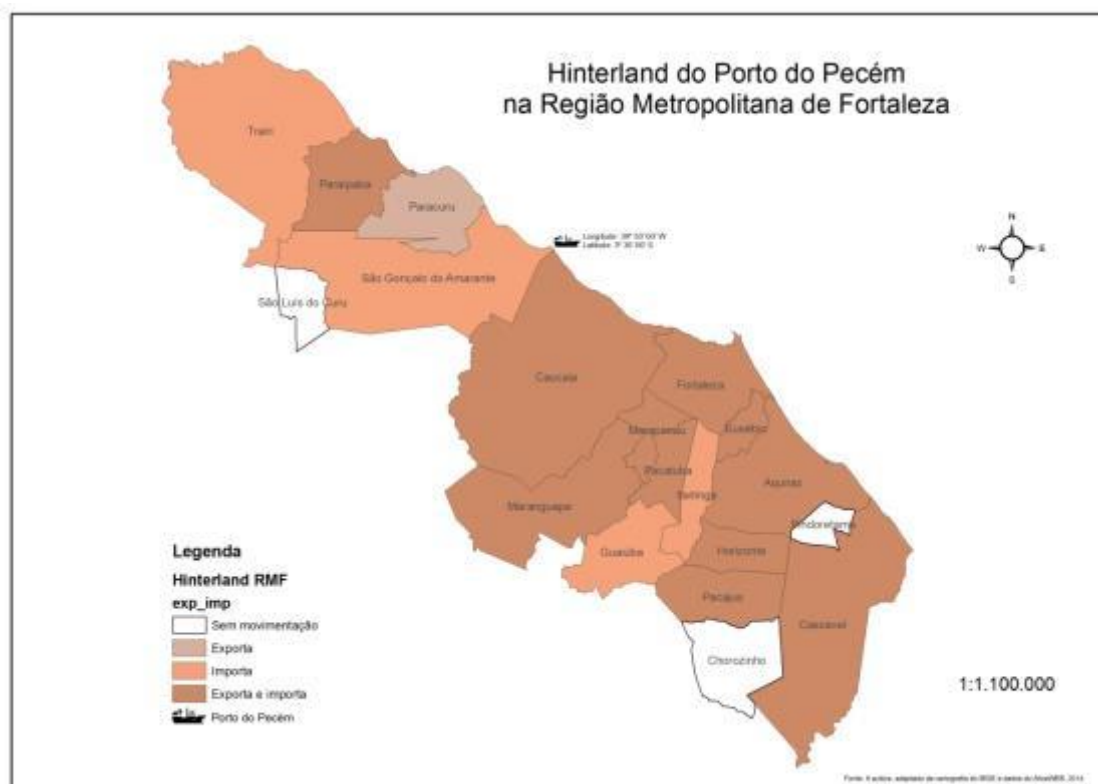 Hinterland do Porto do Pecém
na Região Metropolitana de Fortaleza
Trairi
Paraipaba
Paracuru
Longitude:
Latitude:
N
W
E
S
São Gonçalo do Amarante
São Luís do Curu
Caucaia
Fortaleza
Maracanaú
Eusébio
Pacatuba
Aquiraz
Itaitinga
Maranguape
Pindoretama
Guaiúba
Horizonte
Pacajus
Cascavel
Chorozinho
Legenda
Hinterland RMF
exp_imp
Sem movimentação
Exporta
Importa
Exporta e importa
Porto do Pecém
1:1.100.000